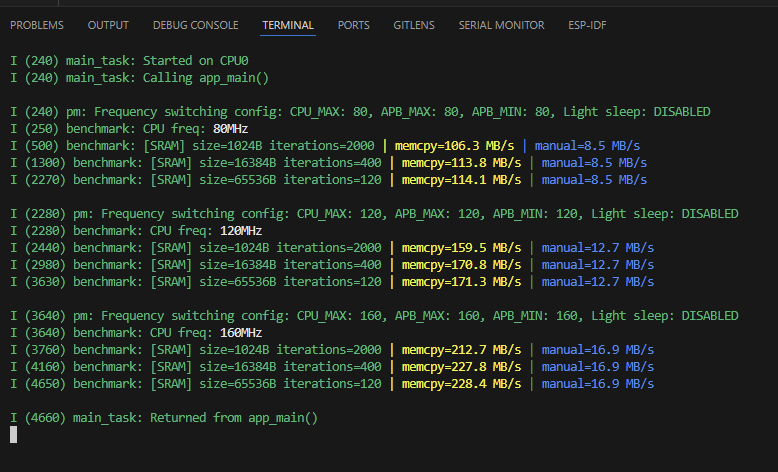 PROBLEMS OUTPUT DEBUG CONSOLE TERMINAL PORTS GITLENS SERIAL MONITOR ESP-IDF
I (240) main_task: Started on CPU0
I (240) main_task: Calling app_main()
I (240) pm: Frequency switching config: CPU_MAX: 80, APB_MAX: 80, APB_MIN: 80, Light sleep: DISABLED
I (250) benchmark: CPU freq: 80MHz
I (500) benchmark: [SRAM] size=1024B iterations=2000 | memcpy=106.3 MB/s | manual=8.5 MB/s
I (1300) benchmark: [SRAM] size=16384B iterations=400 | memcpy=113.8 MB/s | manual=8.5 MB/s
I (2270) benchmark: [SRAM] size=65536B iterations=120 | memcpy=114.1 MB/s | manual=8.5 MB/s
I (2280) pm: Frequency switching config: CPU_MAX: 120, APB_MAX: 120, APB_MIN: 120, Light sleep: DISABLED
I (2280) benchmark: CPU freq: 120MHz
I (2440) benchmark: [SRAM] size=1024B iterations=2000 | memcpy=159.5 MB/s | manual=12.7 MB/s
I (2980) benchmark: [SRAM] size=16384B iterations=400 | memcpy=170.8 MB/s | manual=12.7 MB/s
I (3630) benchmark: [SRAM] size=65536B iterations=120 | memcpy=171.3 MB/s | manual=12.7 MB/s
I (3640) pm: Frequency switching config: CPU_MAX: 160, APB_MAX: 160, APB_MIN: 160, Light sleep: DISABLED
I (3640) benchmark: CPU freq: 160MHz
I (3760) benchmark: [SRAM] size=1024B iterations=2000 | memcpy=212.7 MB/s | manual=16.9 MB/s
I (4160) benchmark: [SRAM] size=16384B iterations=400 | memcpy=227.8 MB/s | manual=16.9 MB/s
I (4650) benchmark: [SRAM] size=65536B iterations=120 | memcpy=228.4 MB/s | manual=16.9 MB/s
I (4660) main_task: Returned from app_main()